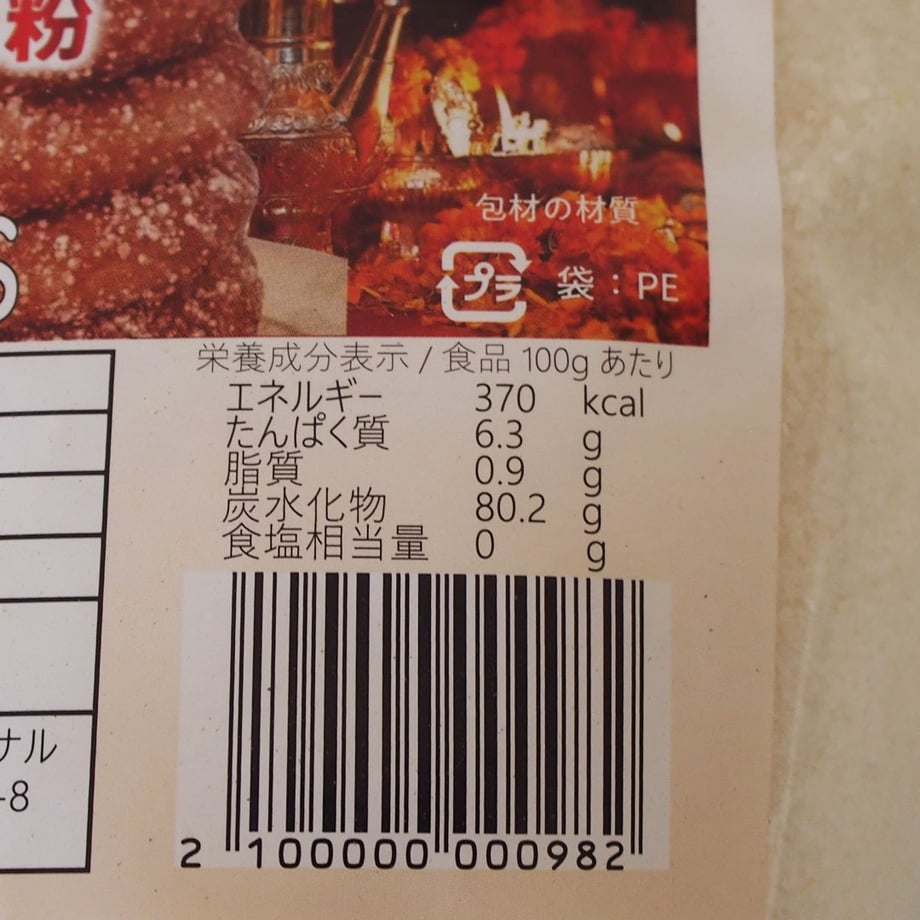 粉
包材の材質
プラ 袋：PE
栄養成分表示 / 食品 100g あたり
エネルギー 370 kcal
たんぱく質 6.3 g
脂質 0.9 g
炭水化物 80.2 g
食塩相当量 0 g
ナル
-8
2 100000 000982